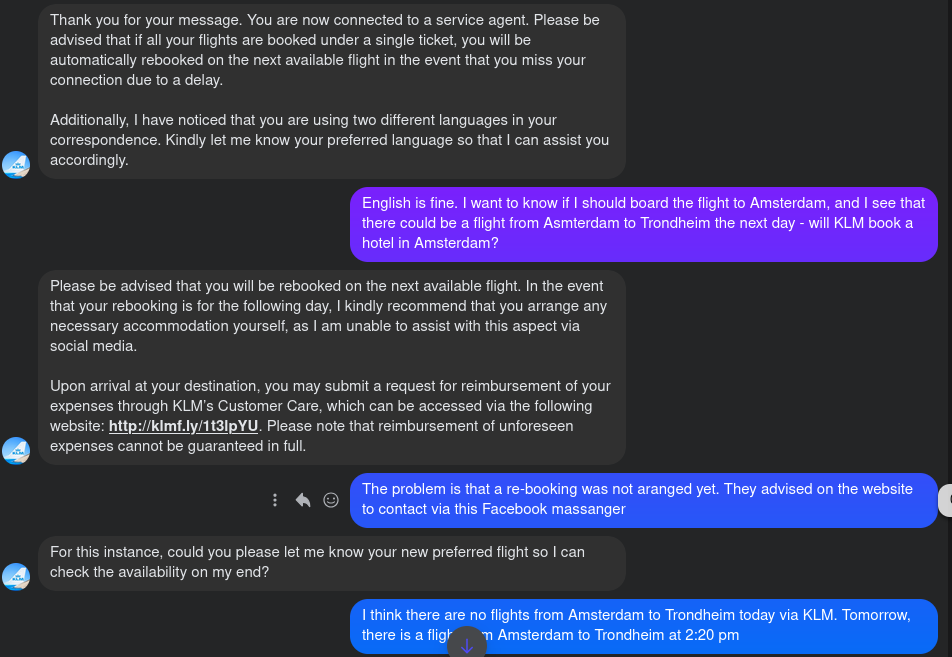 Thank you for your message. You are now connected to a service agent. Please be
advised that if all your flights are booked under a single ticket, you will be
automatically rebooked on the next available flight in the event that you miss your
connection due to a delay.
Additionally, I have noticed that you are using two different languages in your
correspondence. Kindly let me know your preferred language so that I can assist you
accordingly.
English is fine. I want to know if I should board the flight to Amsterdam, and I see that
there could be a flight from Asmterdam to Trondheim the next day - will KLM book a
hotel in Amsterdam?
Please be advised that you will be rebooked on the next available flight. In the event
that your rebooking is for the following day, I kindly recommend that you arrange any
necessary accommodation yourself, as I am unable to assist with this aspect via
social media.
Upon arrival at your destination, you may submit a request for reimbursement of your
expenses through KLM's Customer Care, which can be accessed via the following
website: http://klmf.ly/1t3lpYU. Please note that reimbursement of unforeseen
expenses cannot be guaranteed in full.
The problem is that a re-booking was not aranged yet. They advised on the website
to contact via this Facebook massanger
For this instance, could you please let me know your new preferred flight so I can
check the availability on my end?
I think there are no flights from Amsterdam to Trondheim today via KLM. Tomorrow,
there is a Amsterdam to Trondheim at 2:20 pm